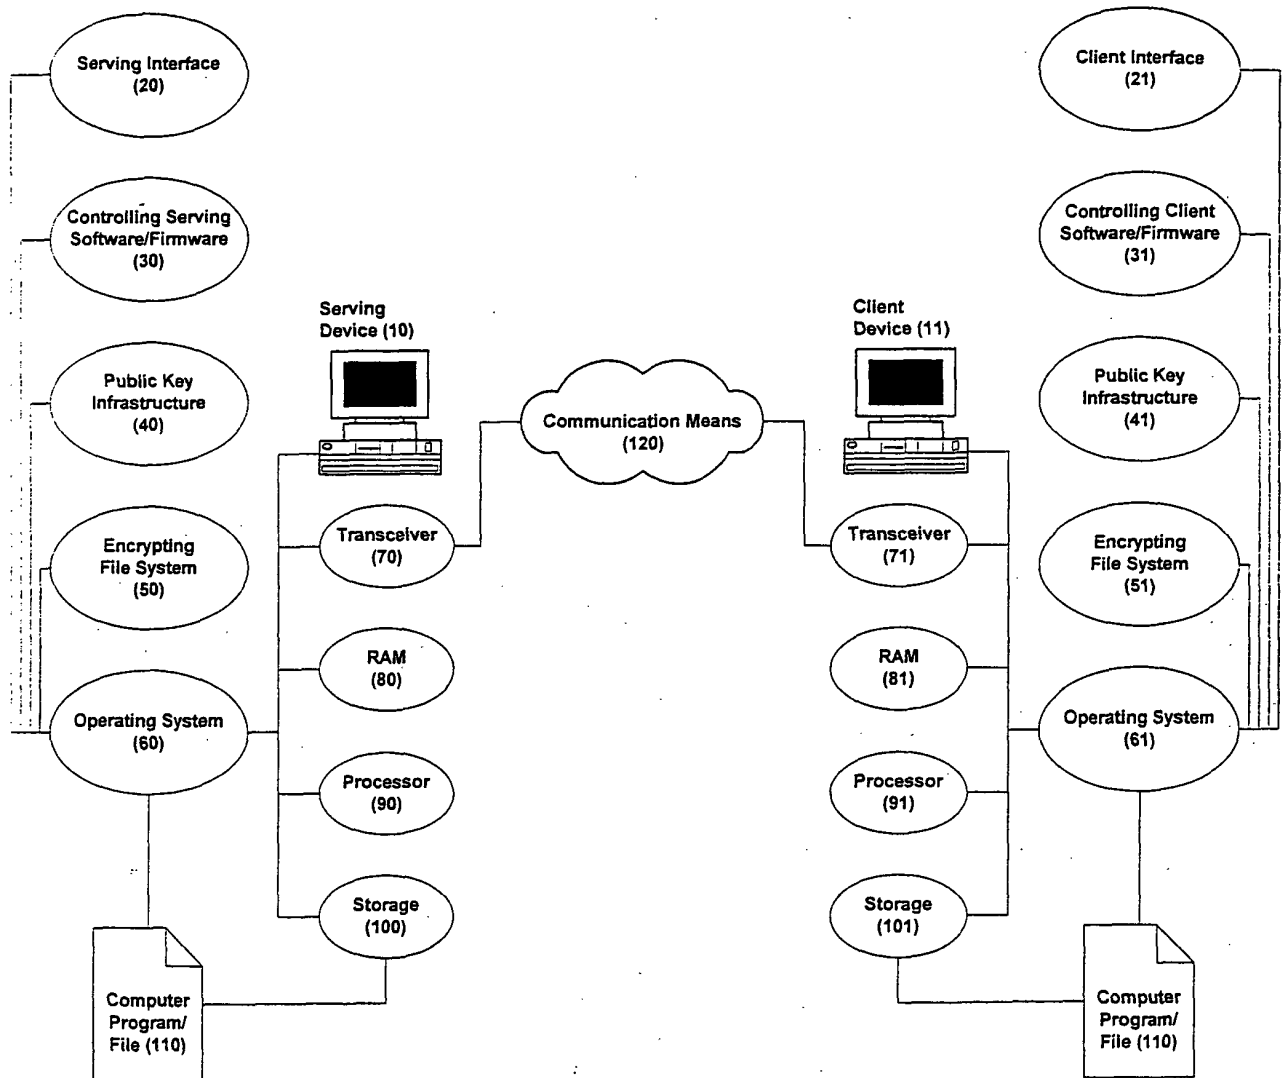 Serving Interface
(20)
Client Interface
(21)
Controlling Serving
Software/Firmware
(30)
Controlling Client
Software/Firmware
(31)
Serving
Device (10)
Client
Device (11)
Public Key
Infrastructure
(40)
Communication Means
(120)
Public Key
Infrastructure
(41)
Encrypting
File System
(50)
Transceiver
(70)
Transceiver
(71)
Encrypting
File System
(51)
RAM
(80)
RAM
(81)
Operating System
(60)
Operating System
(61)
Processor
(90)
Processor
(91)
Storage
(100)
Storage
(101)
Computer
Program/
File (110)
Computer
Program/
File (110)